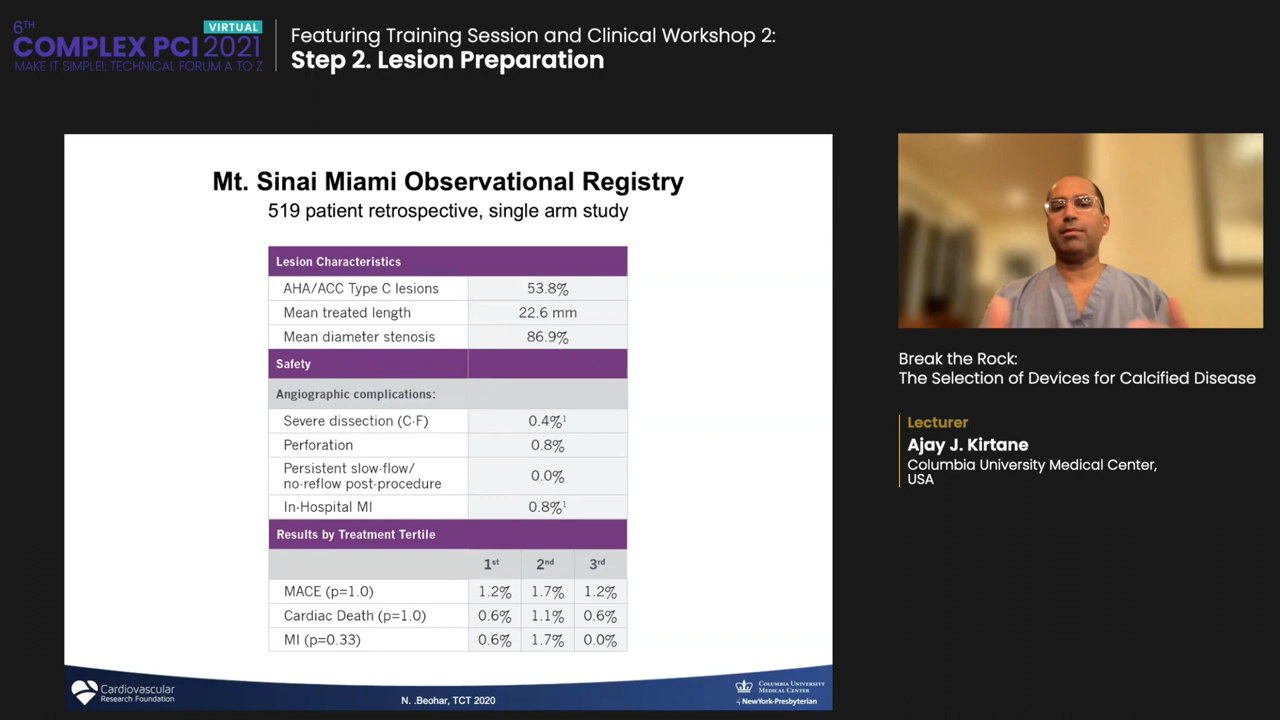 6TH
VIRTUAL
COMPLEX PCI 2021
MAKE IT SIMPLE!: TECHNICAL FORUM A TO Z
Featuring Training Session and Clinical Workshop 2:
Step 2. Lesion Preparation
Mt. Sinai Miami Observational Registry
519 patient retrospective, single arm study
Lesion Characteristics
AHA/ACC Type C lesions 53.8%
Mean treated length 22.6 mm
Mean diameter stenosis 86.9%
Safety
Angiographic complications:
Severe dissection (C-F) 0.4%¹
Perforation 0.8%
Persistent slow-flow/
no-reflow post-procedure 0.0%
In-Hospital MI 0.8%¹
Results by Treatment Tertile
1st 2nd 3rd
MACE (p=1.0) 1.2% 1.7% 1.2%
Cardiac Death (p=1.0) 0.6% 1.1% 0.6%
MI (p=0.33) 0.6% 1.7% 0.0%
Cardiovascular
Research Foundation
N. .Beohar, TCT 2020
COLUMBIA UNIVERSITY
MEDICAL CENTER
NewYork-Presbyterian
Break the Rock:
The Selection of Devices for Calcified Disease
Lecturer
Ajay J. Kirtane
Columbia University Medical Center,
USA